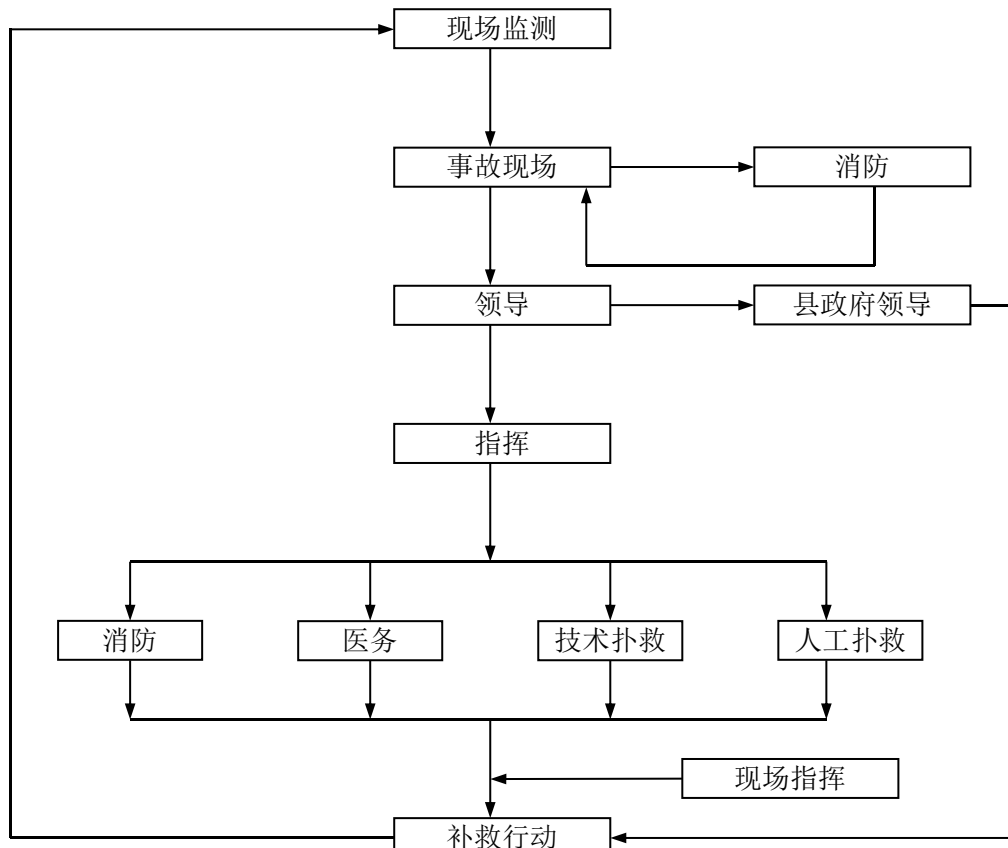 现场监测
事故现场
消防
领导
县政府领导
指挥
消防
医务
技术扑救
人工扑救
现场指挥
补救行动